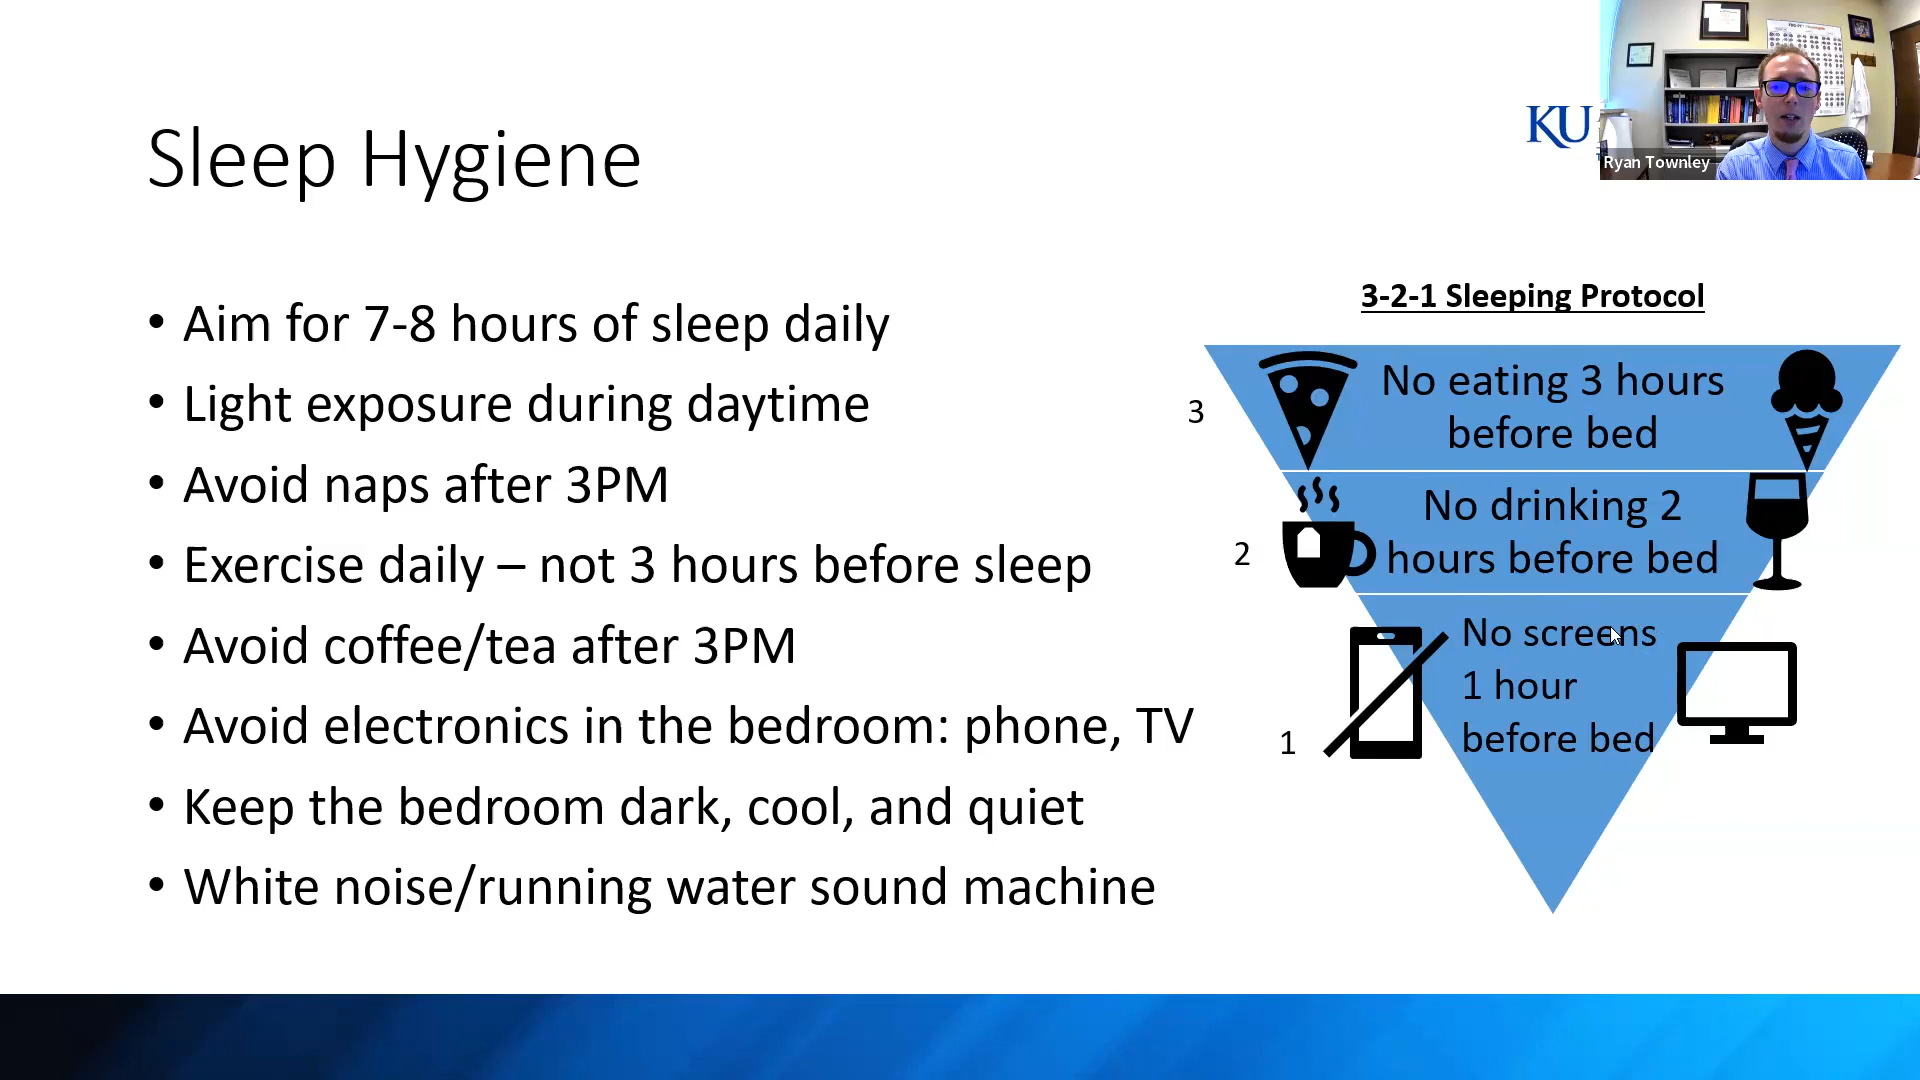 Sleep Hygiene
KU
Ryan Townley
• Aim for 7-8 hours of sleep daily
• Light exposure during daytime
• Avoid naps after 3PM
• Exercise daily – not 3 hours before sleep
• Avoid coffee/tea after 3PM
• Avoid electronics in the bedroom: phone, TV
• Keep the bedroom dark, cool, and quiet
• White noise/running water sound machine
3-2-1 Sleeping Protocol
3
No eating 3 hours
before bed
2
No drinking 2
hours before bed
1
No screens
1 hour
before bed